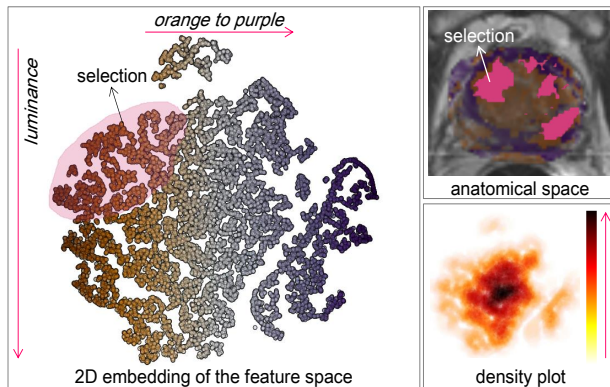 orange to purple
luminance
selection
2D embedding of the feature space
selection
anatomical space
density plot